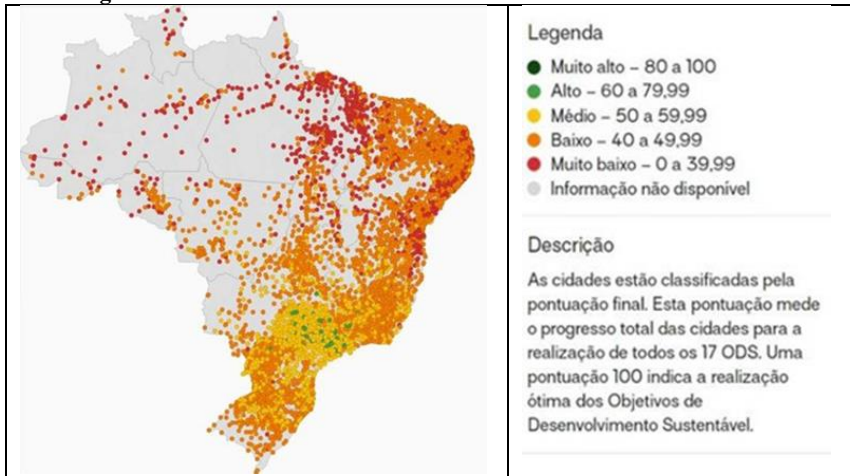 Legenda
Muito alto – 80 a 100
Alto – 60 a 79,99
Médio – 50 a 59,99
Baixo – 40 a 49,99
Muito baixo – 0 a 39,99
Informação não disponível
Descrição
As cidades estão classificadas pela
pontuação final. Esta pontuação mede
o progresso total das cidades para a
realização de todos os 17 ODS. Uma
pontuação 100 indica a realização
ótima dos Objetivos de
Desenvolvimento Sustentável.